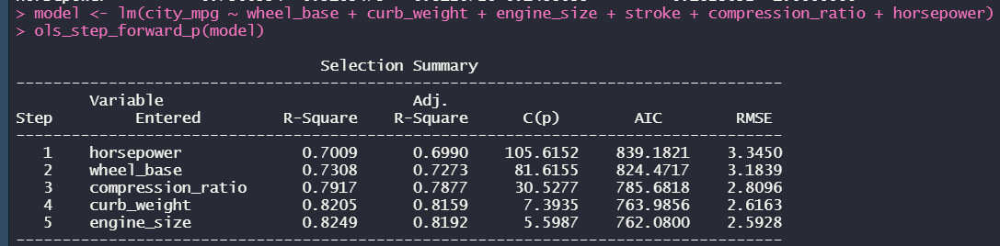 > model <- lm(city_mpg ~ wheel_base + curb_weight + engine_size + stroke + compression_ratio + horsepower)
> ols_step_forward_p(model)
Selection Summary
--------------------------------------------------------------------------------
Variable Adj.
Step Entered R-Square R-Square C(p) AIC RMSE
--------------------------------------------------------------------------------
1 horsepower 0.7009 0.6990 105.6152 839.1821 3.3450
2 wheel_base 0.7308 0.7273 81.6155 824.4717 3.1839
3 compression_ratio 0.7917 0.7877 30.5277 785.6818 2.8096
4 curb_weight 0.8205 0.8159 7.3935 763.9856 2.6163
5 engine_size 0.8249 0.8192 5.5987 762.0800 2.5928
--------------------------------------------------------------------------------